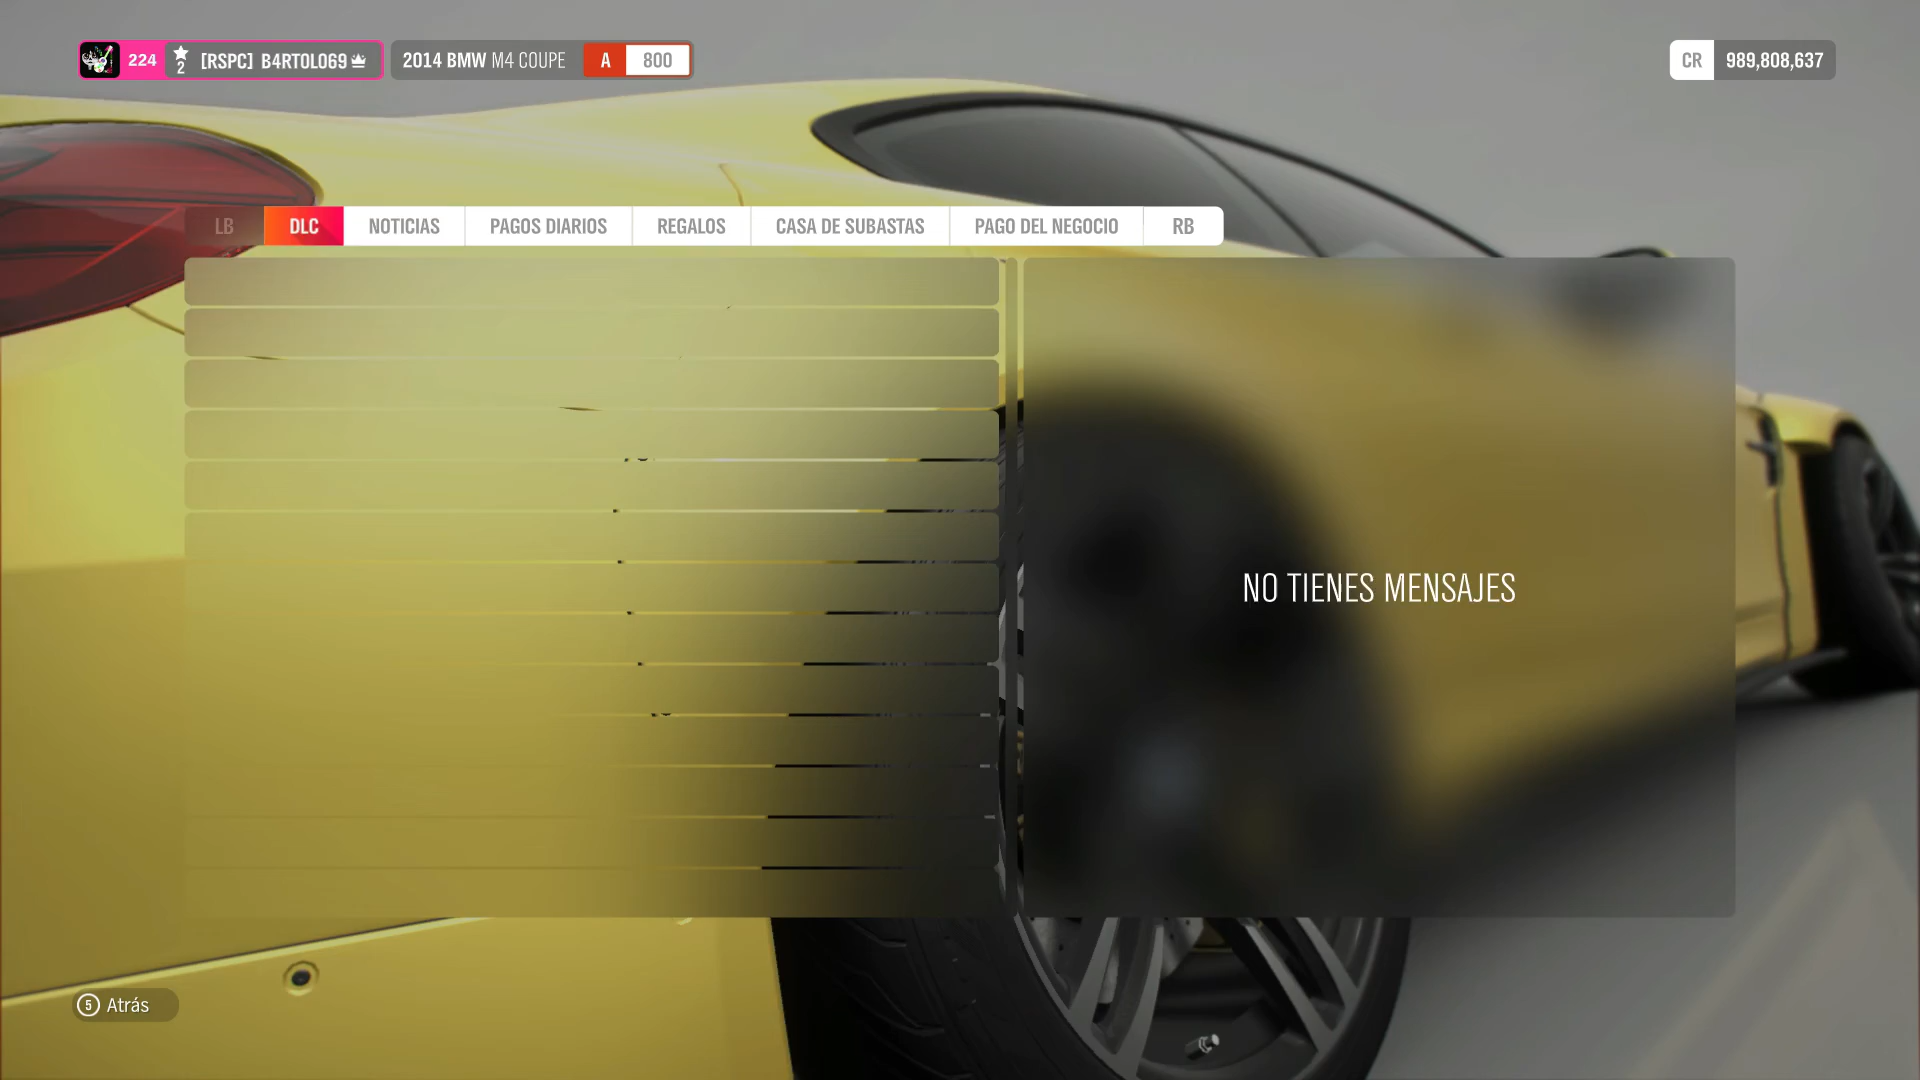 224 2 [RSPC] B4RTOLO69 2014 BMW M4 COUPE A 800 CR 989,808,637
LB DLC NOTICIAS PAGOS DIARIOS REGALOS CASA DE SUBASTAS PAGO DEL NEGOCIO RB
NO TIENES MENSAJES
5 Atrás